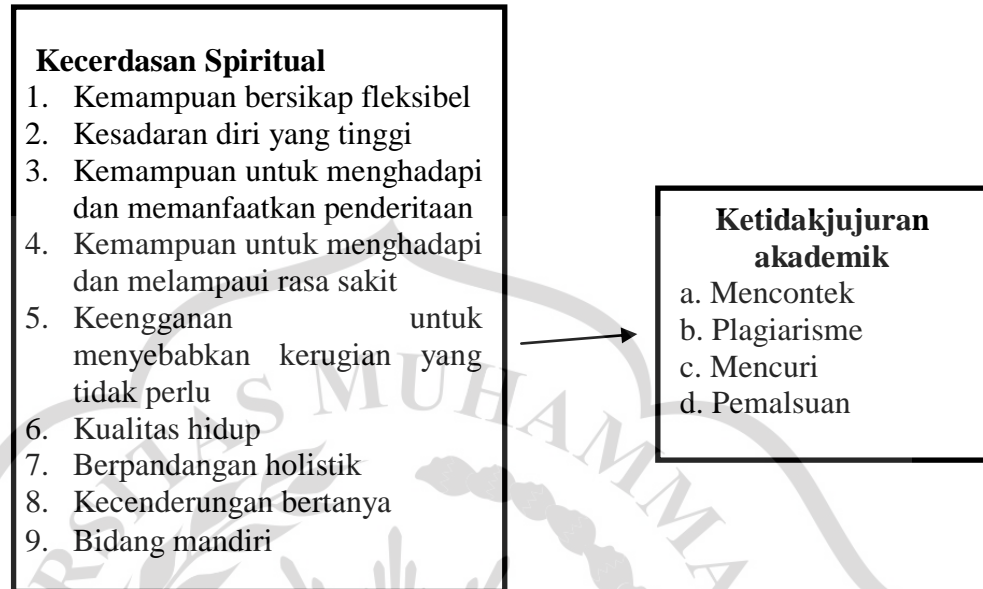 Kecerdasan Spiritual
1. Kemampuan bersikap fleksibel
2. Kesadaran diri yang tinggi
3. Kemampuan untuk menghadapi
dan memanfaatkan penderitaan
4. Kemampuan untuk menghadapi
dan melampaui rasa sakit
5. Keengganan untuk
menyebabkan kerugian yang
tidak perlu
6. Kualitas hidup
7. Berpandangan holistik
8. Kecenderungan bertanya
9. Bidang mandiri
Ketidakjujuran
akademik
a. Mencontek
b. Plagiarisme
c. Mencuri
d. Pemalsuan
RSITAS MUHAMMA